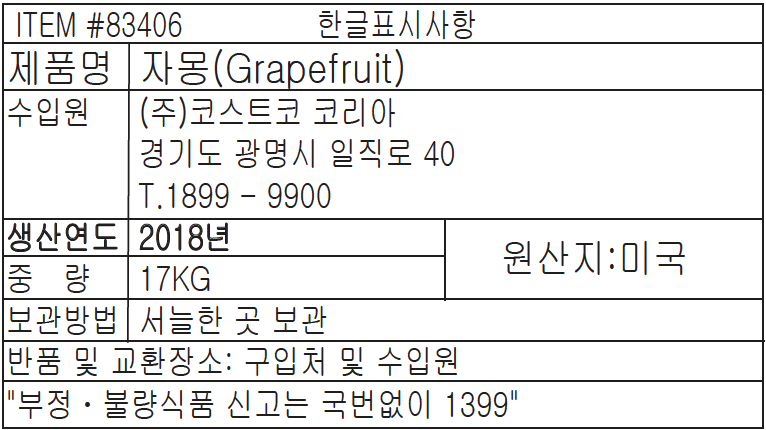 ITEM #83406 한글표시사항
제품명 자몽(Grapefruit)
수입원 (주)코스트코 코리아
경기도 광명시 일직로 40
T.1899 - 9900
생산연도 2018년
원산지:미국
중 량 17KG
보관방법 서늘한 곳 보관
반품 및 교환장소: 구입처 및 수입원
"부정・불량식품 신고는 국번없이 1399"